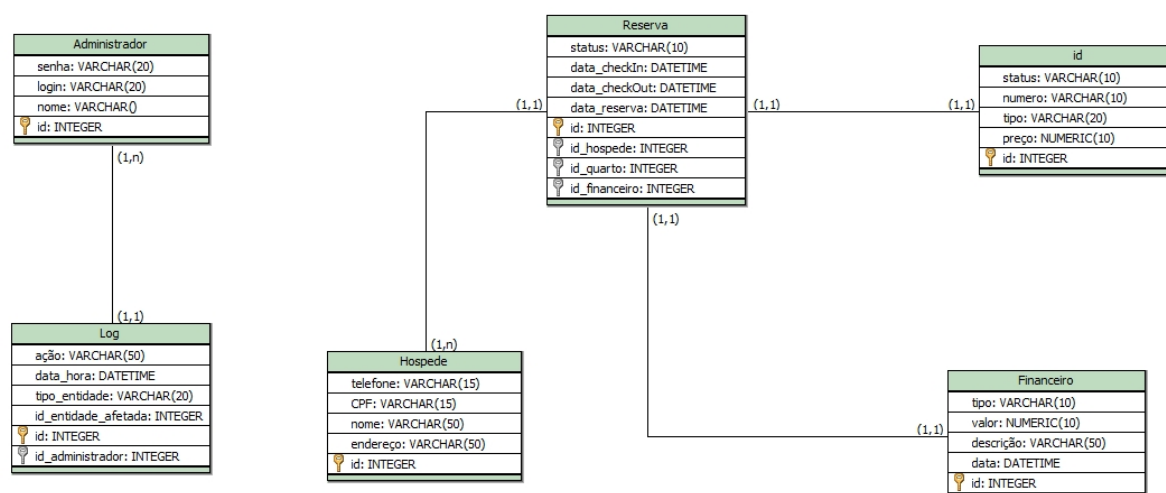 Administrador
senha: VARCHAR(20)
login: VARCHAR(20)
nome: VARCHAR()
id: INTEGER
(1,n)
(1,1)
Log
ação: VARCHAR(50)
data_hora: DATETIME
tipo_entidade: VARCHAR(20)
id_entidade_afetada: INTEGER
id: INTEGER
id_administrador: INTEGER
Reserva
status: VARCHAR(10)
data_checkIn: DATETIME
data_checkOut: DATETIME
data_reserva: DATETIME
id: INTEGER
id_hospede: INTEGER
id_quarto: INTEGER
id_financeiro: INTEGER
(1,1)
(1,1)
(1,1)
(1,1)
id
status: VARCHAR(10)
numero: VARCHAR(10)
tipo: VARCHAR(20)
preço: NUMERIC(10)
id: INTEGER
(1,n)
Hospede
telefone: VARCHAR(15)
CPF: VARCHAR(15)
nome: VARCHAR(50)
endereço: VARCHAR(50)
id: INTEGER
(1,1)
Financeiro
tipo: VARCHAR(10)
valor: NUMERIC(10)
descrição: VARCHAR(50)
data: DATETIME
id: INTEGER